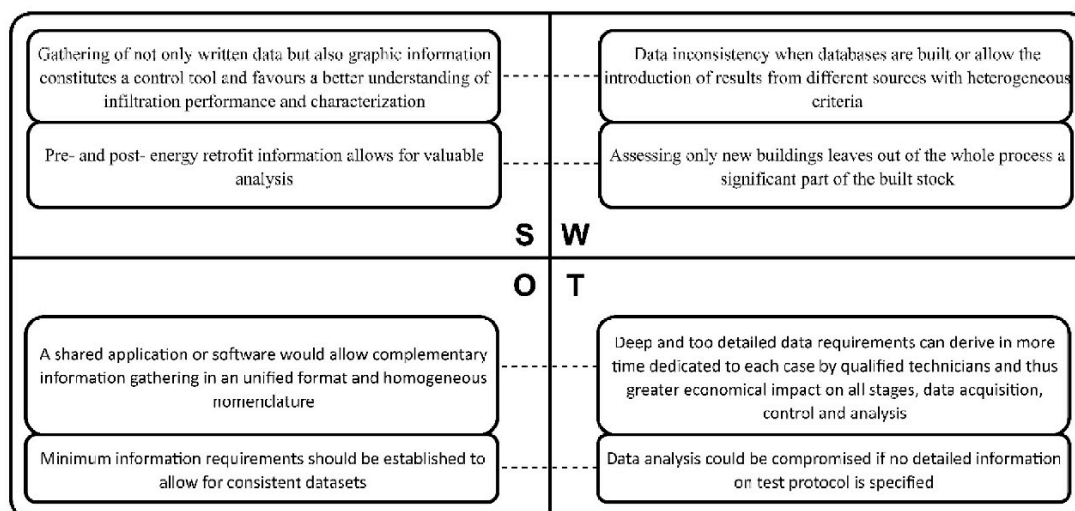 Gathering of not only written data but also graphic information
constitutes a control tool and favours a better understanding of
infiltration performance and characterization
Pre- and post- energy retrofit information allows for valuable
analysis
Data inconsistency when databases are built or allow the
introduction of results from different sources with heterogeneous
criteria
Assessing only new buildings leaves out of the whole process a
significant part of the built stock
S W
O T
A shared application or software would allow complementary
information gathering in an unified format and homogeneous
nomenclature
Minimum information requirements should be established to
allow for consistent datasets
Deep and too detailed data requirements can derive in more
time dedicated to each case by qualified technicians and thus
greater economical impact on all stages, data acquisition,
control and analysis
Data analysis could be compromised if no detailed information
on test protocol is specified